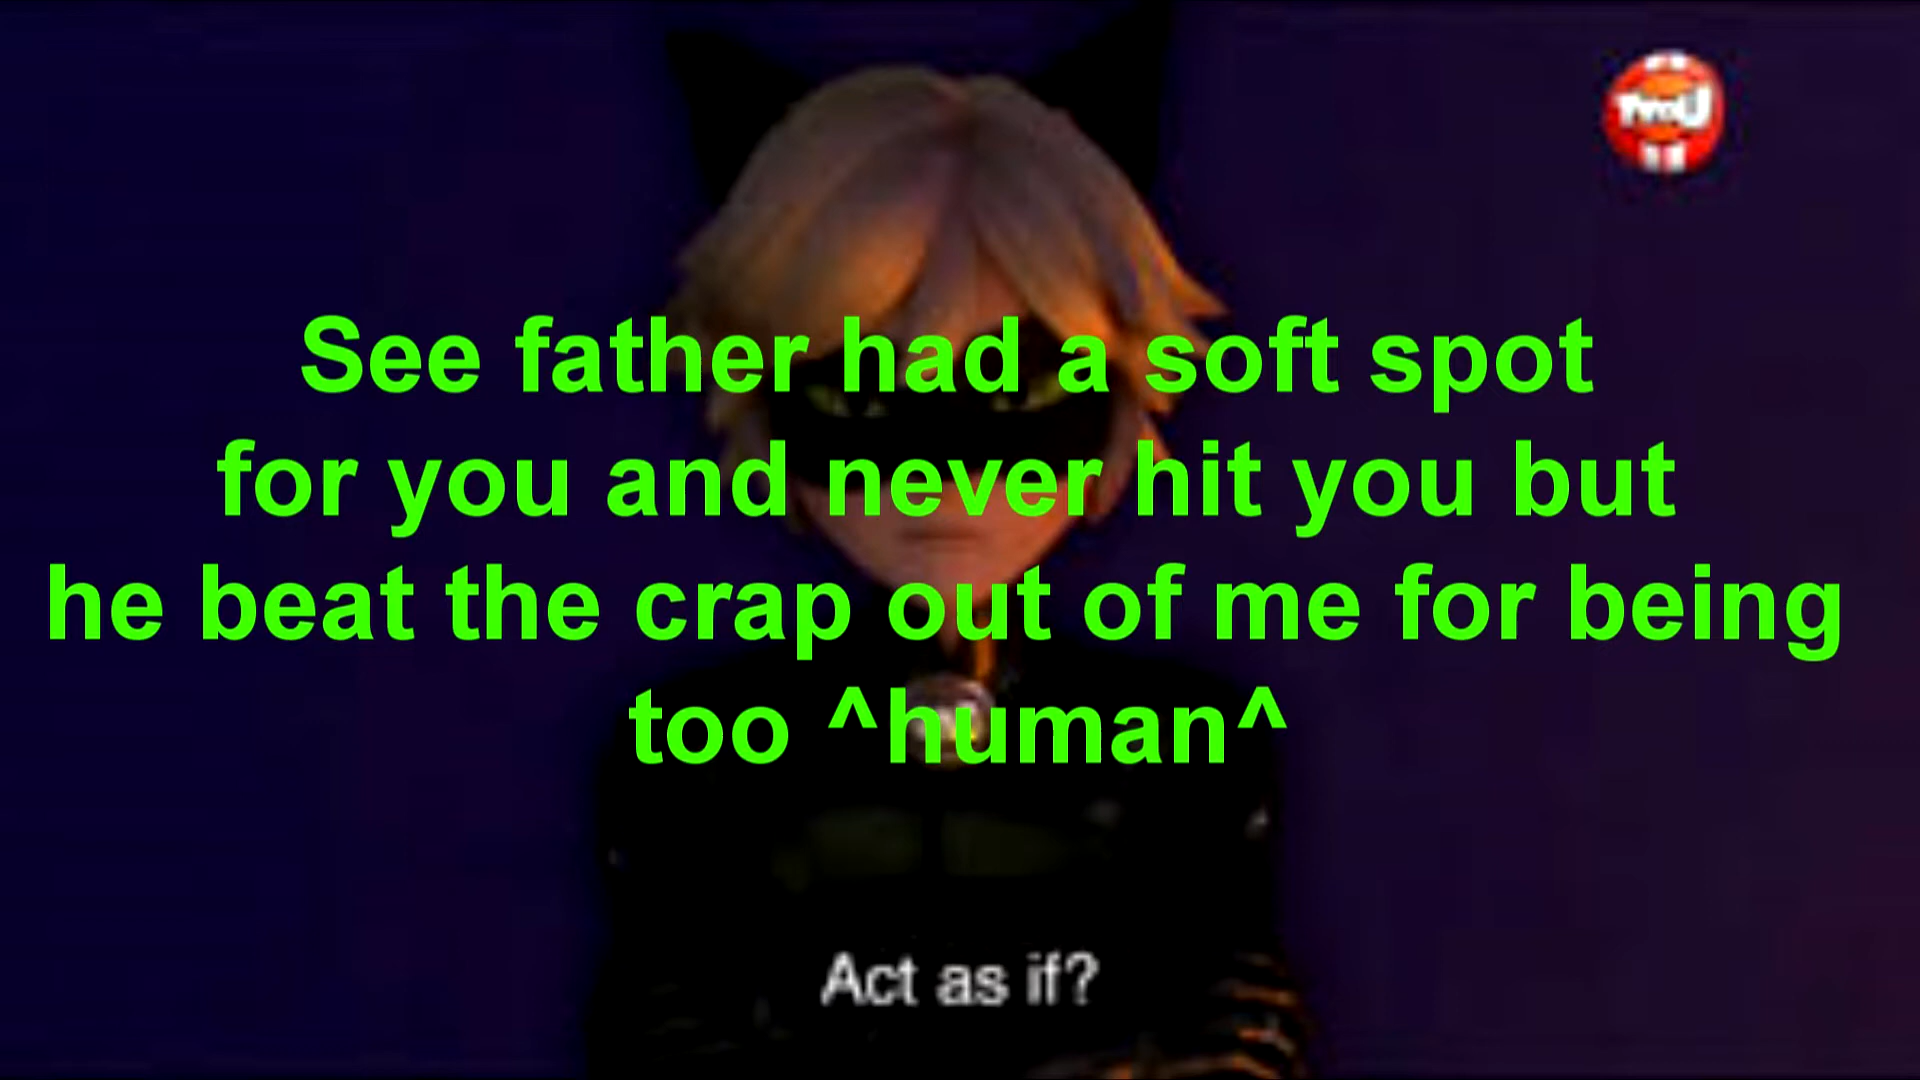 TFOU
See father had a soft spot
for you and never hit you but
he beat the crap out of me for being
too ^human^
Act as if?